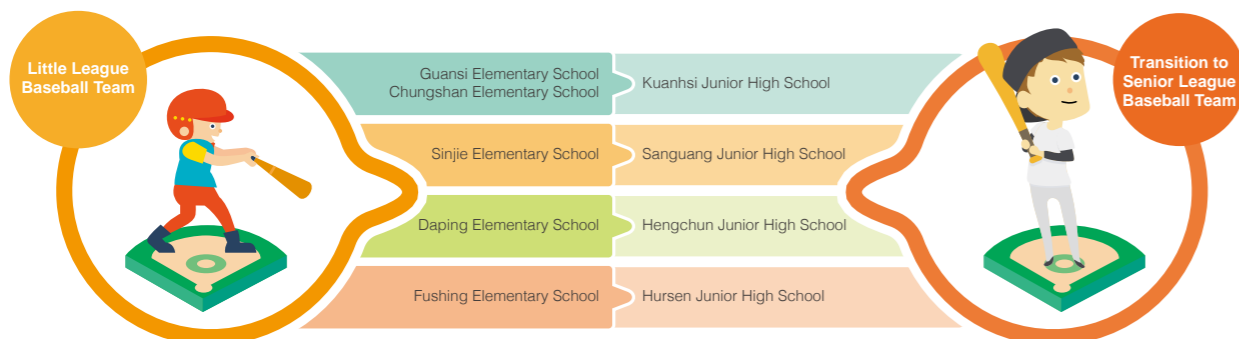 Little League
Baseball Team
Guansi Elementary School
Chungshan Elementary School
Kuanhsi Junior High School
Sinjie Elementary School
Sanguang Junior High School
Daping Elementary School
Hengchun Junior High School
Fushing Elementary School
Hursen Junior High School
Transition to
Senior League
Baseball Team